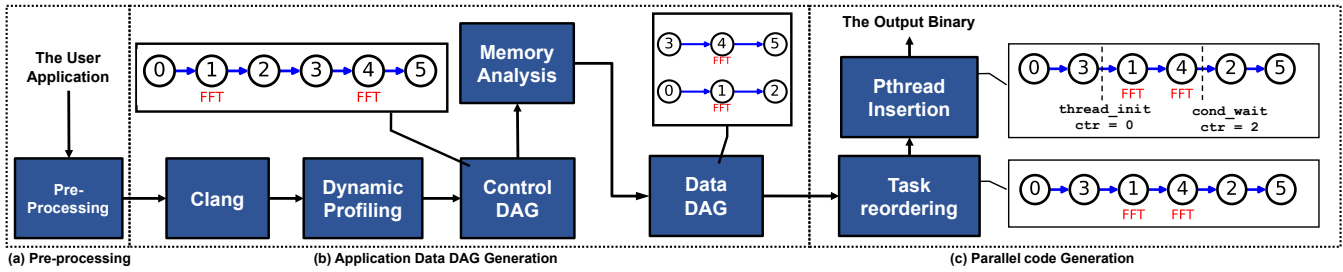 The User
Application
Pre-
Processing
(a) Pre-processing
0 1 2 3 4 5
FFT FFT
Clang
Dynamic
Profiling
Control
DAG
Memory
Analysis
3 4 5
FFT
0 1 2
FFT
Data
DAG
(b) Application Data DAG Generation
The Output Binary
Pthread
Insertion
Task
reordering
0 3 1 4 2 5
FFT FFT
thread_init cond_wait
ctr = 0 ctr = 2
0 3 1 4 2 5
FFT FFT
(c) Parallel code Generation